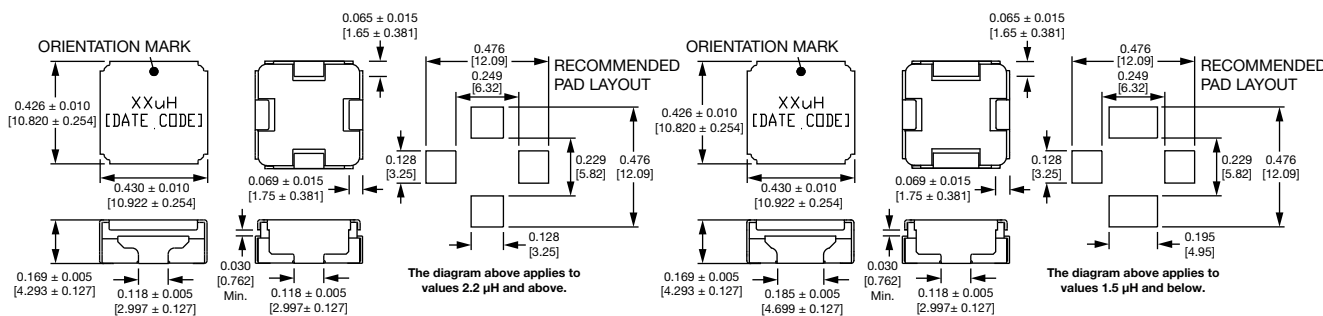 0.065 ± 0.015
[1.65 ± 0.381]
ORIENTATION MARK
0.476
[12.09]
0.249
[6.32]
RECOMMENDED
PAD LAYOUT
XXuH
[DATE CODE]
0.426 ± 0.010
[10.820 ± 0.254]
0.128
[3.25]
0.229
[5.82]
0.476
[12.09]
0.430 ± 0.010
[10.922 ± 0.254]
0.069 ± 0.015
[1.75 ± 0.381]
0.128
[3.25]
0.169 ± 0.005
[4.293 ± 0.127]
0.118 ± 0.005
[2.997 ± 0.127]
0.030
[0.762]
Min.
0.118 ± 0.005
[2.997 ± 0.127]
The diagram above applies to
values 2.2 µH and above.
0.065 ± 0.015
[1.65 ± 0.381]
ORIENTATION MARK
0.476
[12.09]
0.249
[6.32]
RECOMMENDED
PAD LAYOUT
XXuH
[DATE CODE]
0.426 ± 0.010
[10.820 ± 0.254]
0.128
[3.25]
0.229
[5.82]
0.476
[12.09]
0.430 ± 0.010
[10.922 ± 0.254]
0.069 ± 0.015
[1.75 ± 0.381]
0.195
[4.95]
0.169 ± 0.005
[4.293 ± 0.127]
0.185 ± 0.005
[4.699 ± 0.127]
0.030
[0.762]
Min.
0.118 ± 0.005
[2.997 ± 0.127]
The diagram above applies to
values 1.5 µH and below.